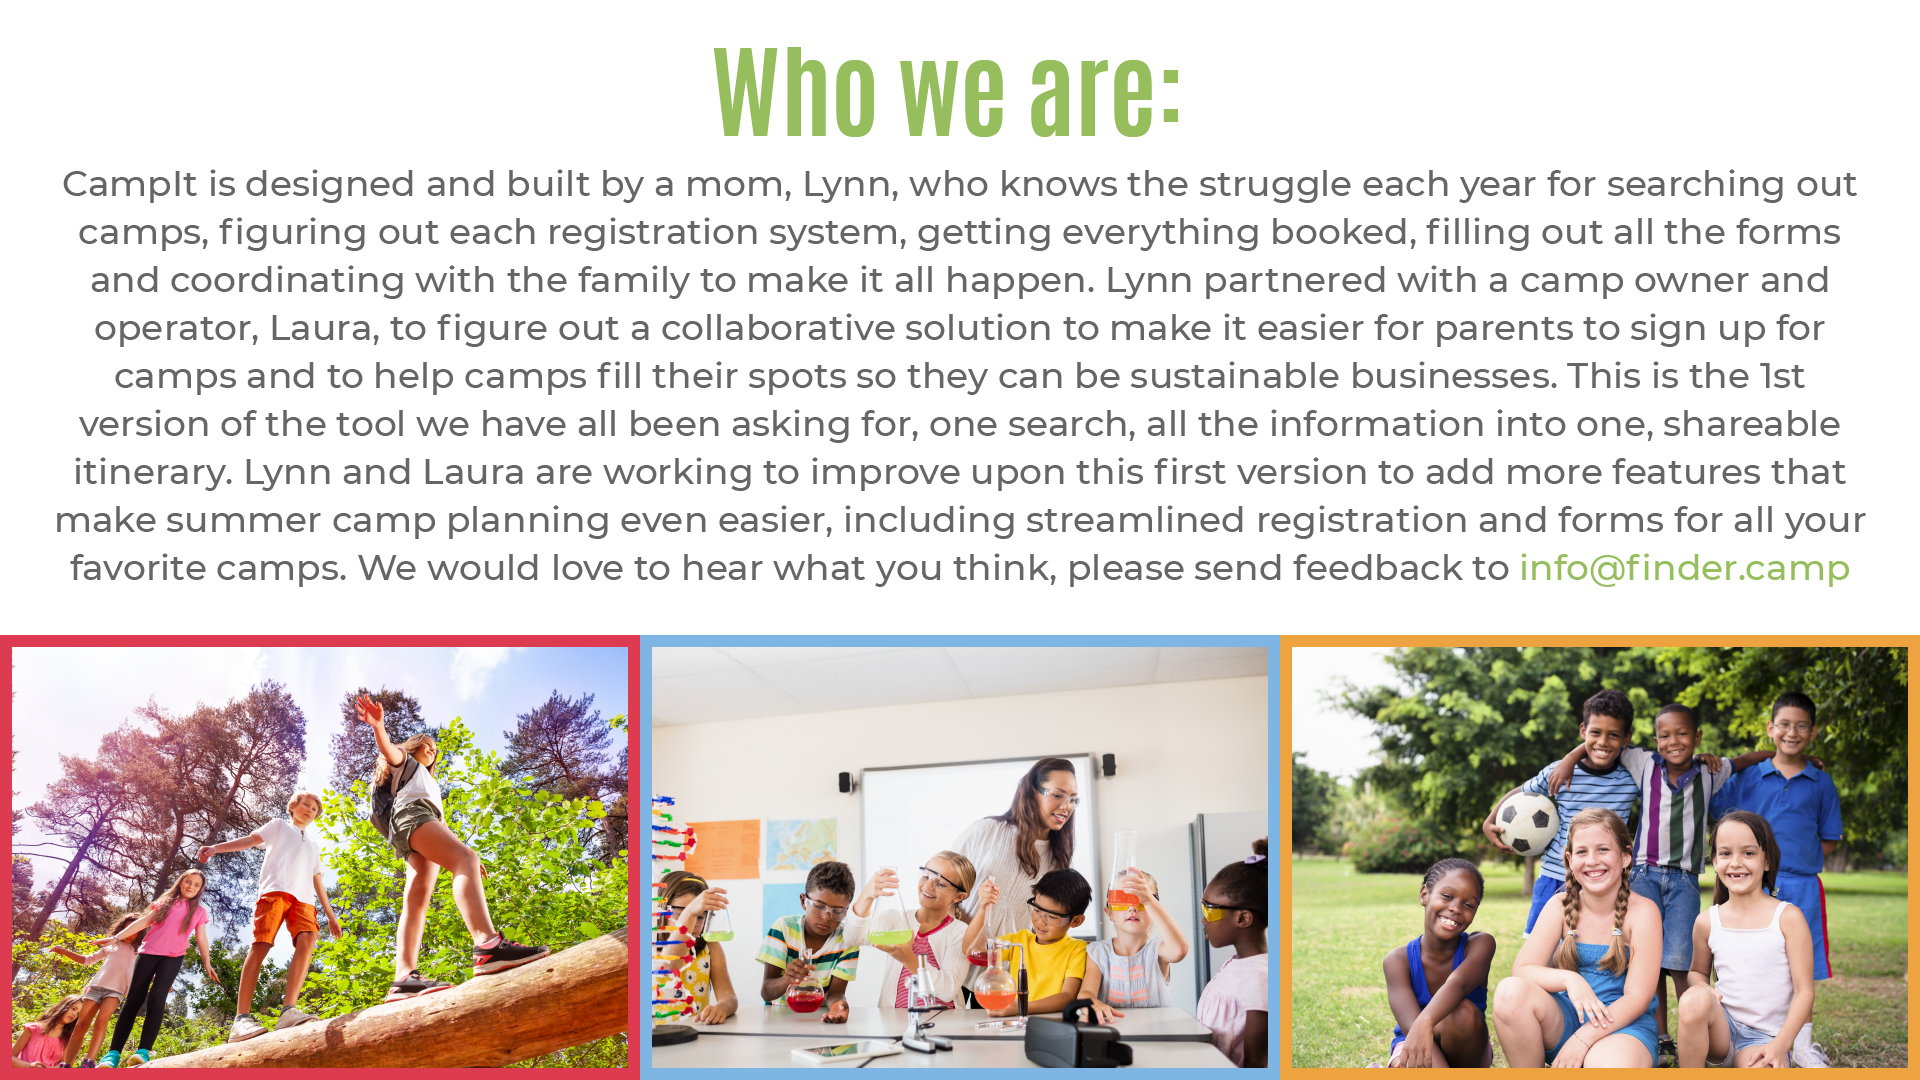 Who we are:
CampIt is designed and built by a mom, Lynn, who knows the struggle each year for searching out
camps, figuring out each registration system, getting everything booked, filling out all the forms
and coordinating with the family to make it all happen. Lynn partnered with a camp owner and
operator, Laura, to figure out a collaborative solution to make it easier for parents to sign up for
camps and to help camps fill their spots so they can be sustainable businesses. This is the 1st
version of the tool we have all been asking for, one search, all the information into one, shareable
itinerary. Lynn and Laura are working to improve upon this first version to add more features that
make summer camp planning even easier, including streamlined registration and forms for all your
favorite camps. We would love to hear what you think, please send feedback to info@finder.camp